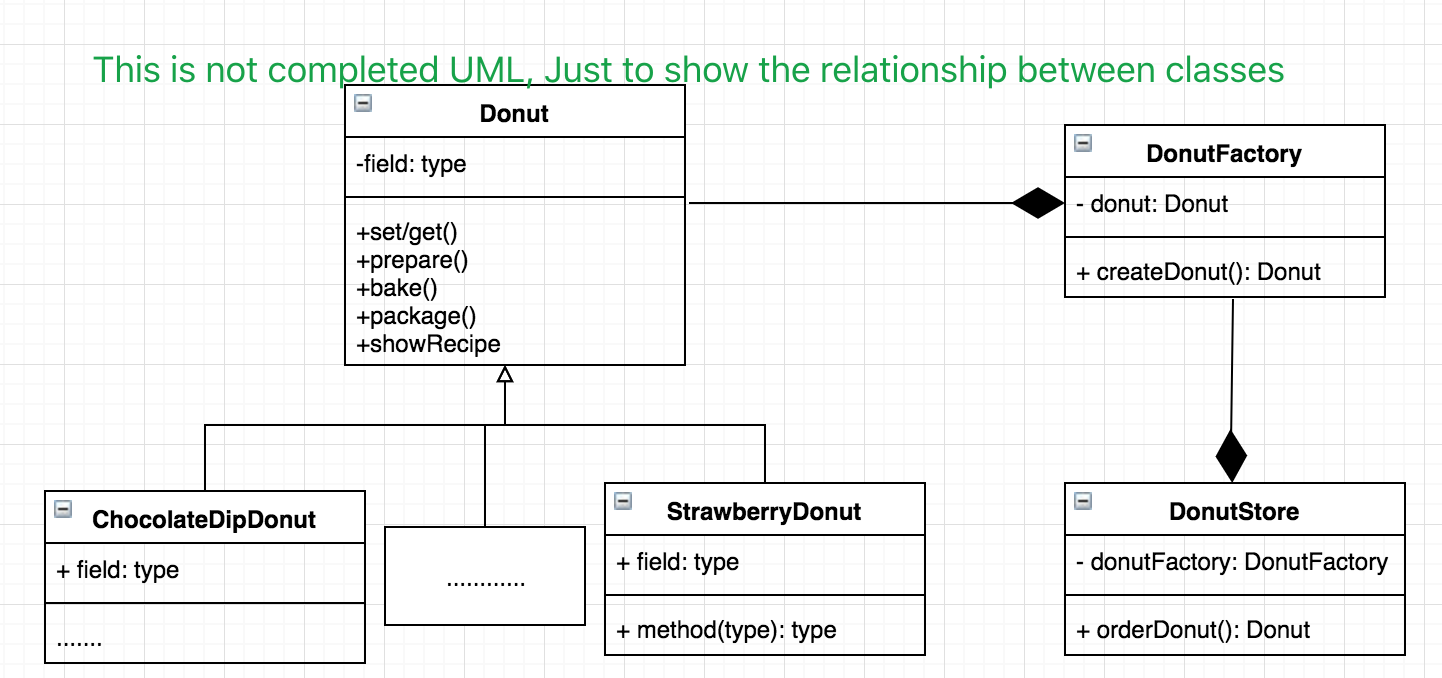 This is not completed UML, Just to show the relationship between classes
Donut
-field: type
+set/get()
+prepare()
+bake()
+package()
+showRecipe
DonutFactory
- donut: Donut
+ createDonut(): Donut
ChocolateDipDonut
+ field: type
.......
............
StrawberryDonut
+ field: type
+ method(type): type
DonutStore
- donutFactory: DonutFactory
+ orderDonut(): Donut